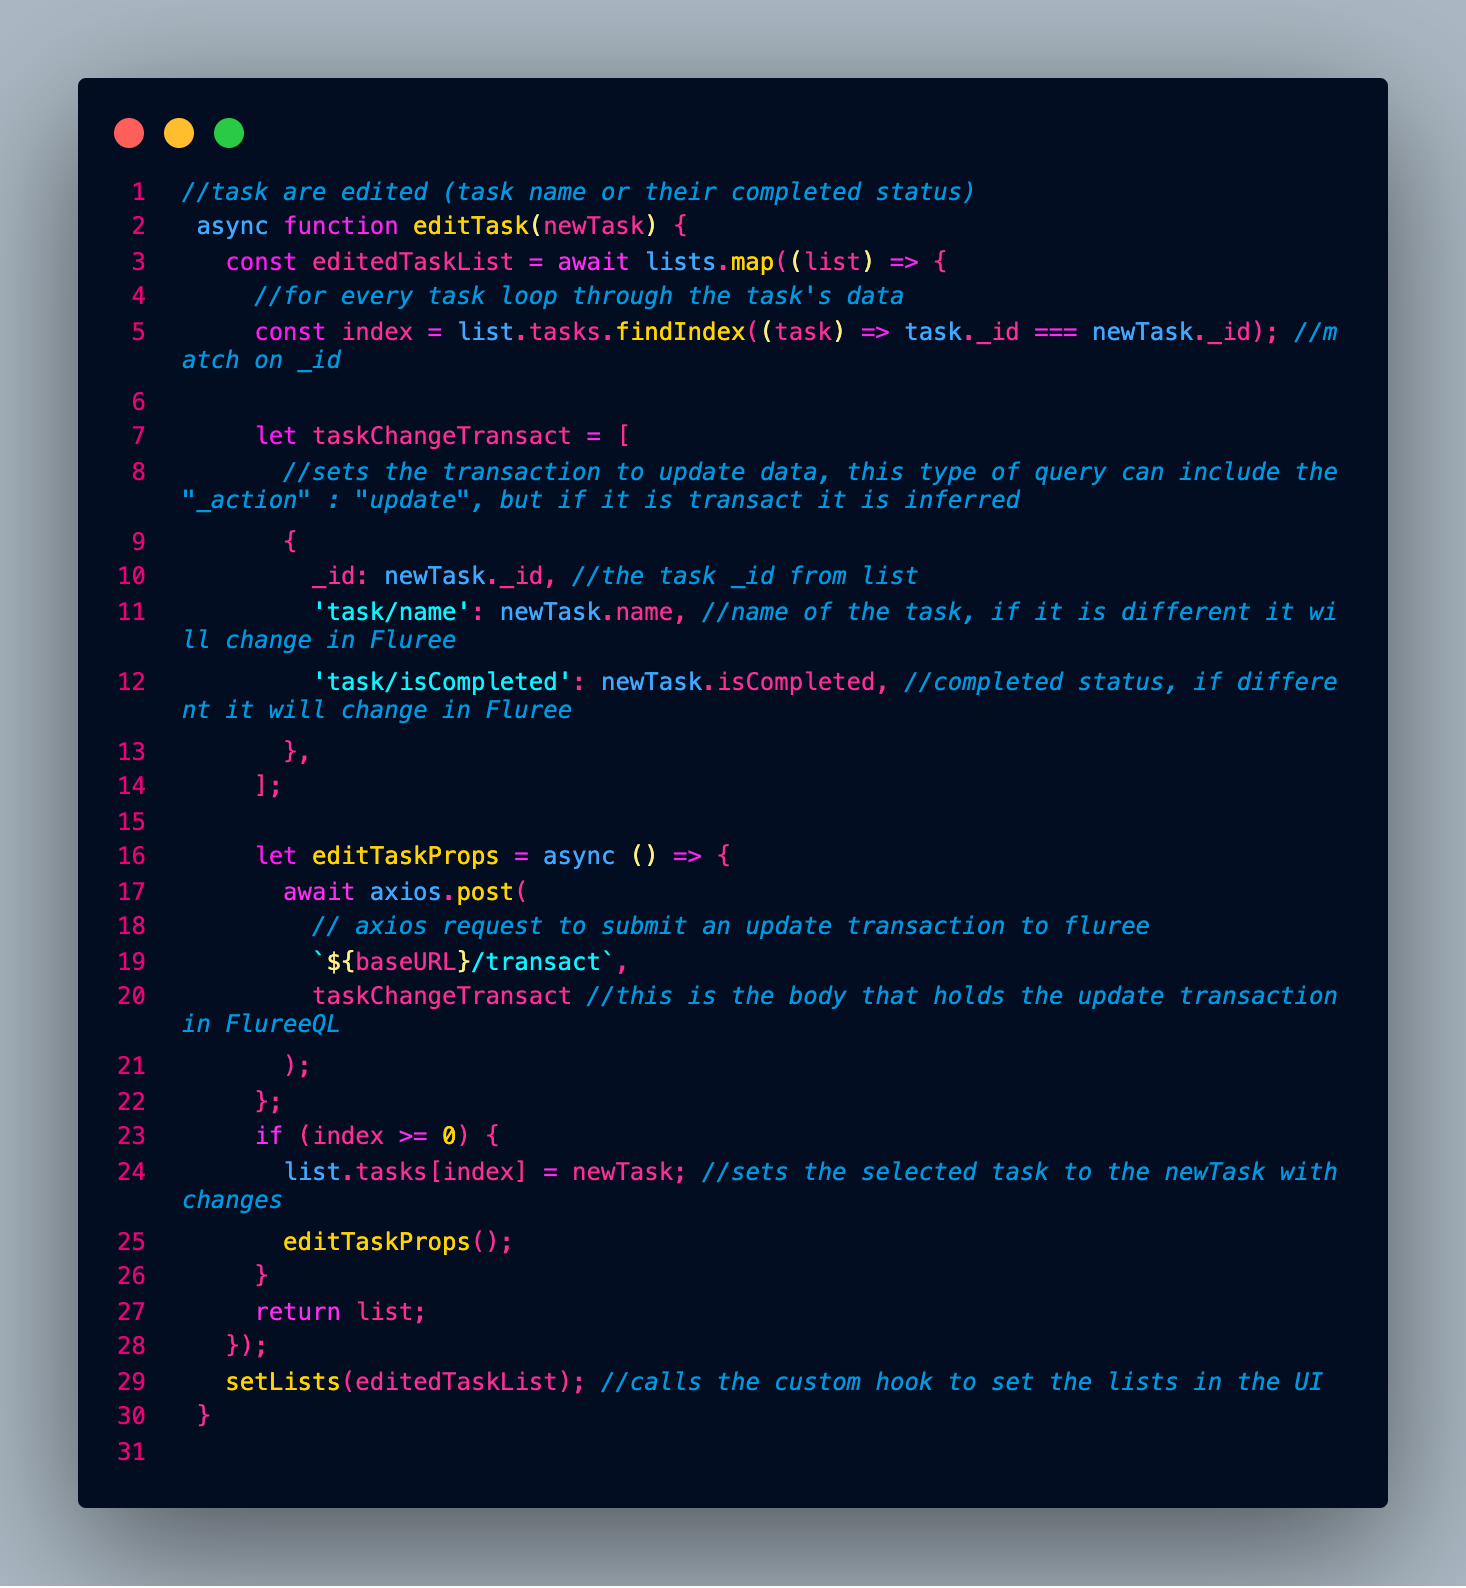 1 //task are edited (task name or their completed status)
2 async function editTask(newTask) {
3 const editedTaskList = await lists.map((list) => {
4 //for every task loop through the task's data
5 const index = list.tasks.findIndex((task) => task._id === newTask._id); //m
atch on _id
6
7 let taskChangeTransact = [
8 //sets the transaction to update data, this type of query can include the
"_action" : "update", but if it is transact it is inferred
9 {
10 _id: newTask._id, //the task _id from list
11 'task/name': newTask.name, //name of the task, if it is different it wi
ll change in Fluree
12 'task/isCompleted': newTask.isCompleted, //completed status, if differe
nt it will change in Fluree
13 },
14 ];
15
16 let editTaskProps = async () => {
17 await axios.post(
18 // axios request to submit an update transaction to fluree
19 `${baseURL}/transact`,
20 taskChangeTransact //this is the body that holds the update transaction
in FlureeQL
21 );
22 };
23 if (index >= 0) {
24 list.tasks[index] = newTask; //sets the selected task to the newTask with
changes
25 editTaskProps();
26 }
27 return list;
28 });
29 setLists(editedTaskList); //calls the custom hook to set the lists in the UI
30 }
31